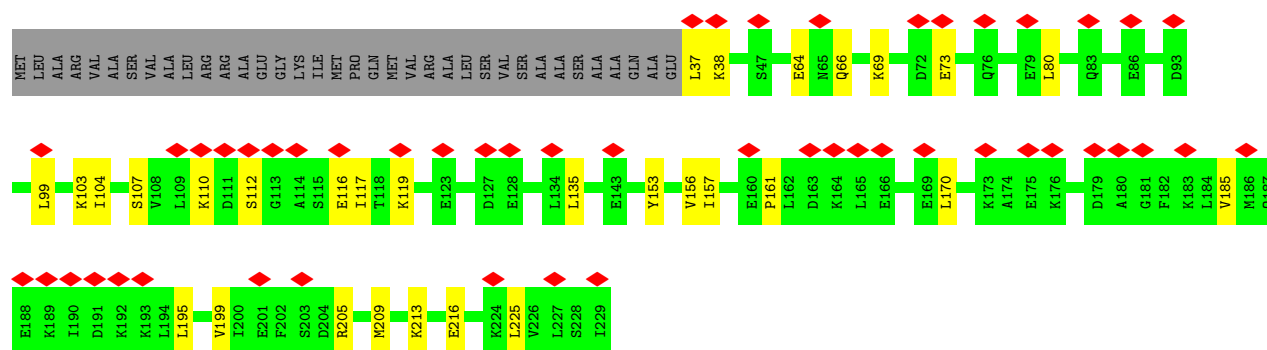 MET LEU ALA ARG VAL ALA SER VAL ALA LEU ARG ARG ALA GLU GLY LYS ILE MET PRO GLN MET VAL ARG ALA LEU SER VAL SER ALA ALA SER ALA ALA GLN ALA GLU L37 K38 S47 E64 N65 Q66 K69 D72 E73 Q76 E79 L80 Q83 E86 D93
L99 K103 I104 S107 V108 L109 K110 D111 S112 G113 A114 S115 E116 I117 T118 K119 E123 D127 E128 L134 L135 E143 Y153 V156 I157 E160 P161 L162 D163 K164 L165 E166 E169 L170 K173 A174 E175 K176 D179 A180 G181 F182 K183 L184 V185 M186
E188 K189 I190 D191 K192 K193 L194 L195 V199 I200 E201 F202 S203 D204 R205 M209 K213 E216 K224 L225 V226 L227 S228 I229